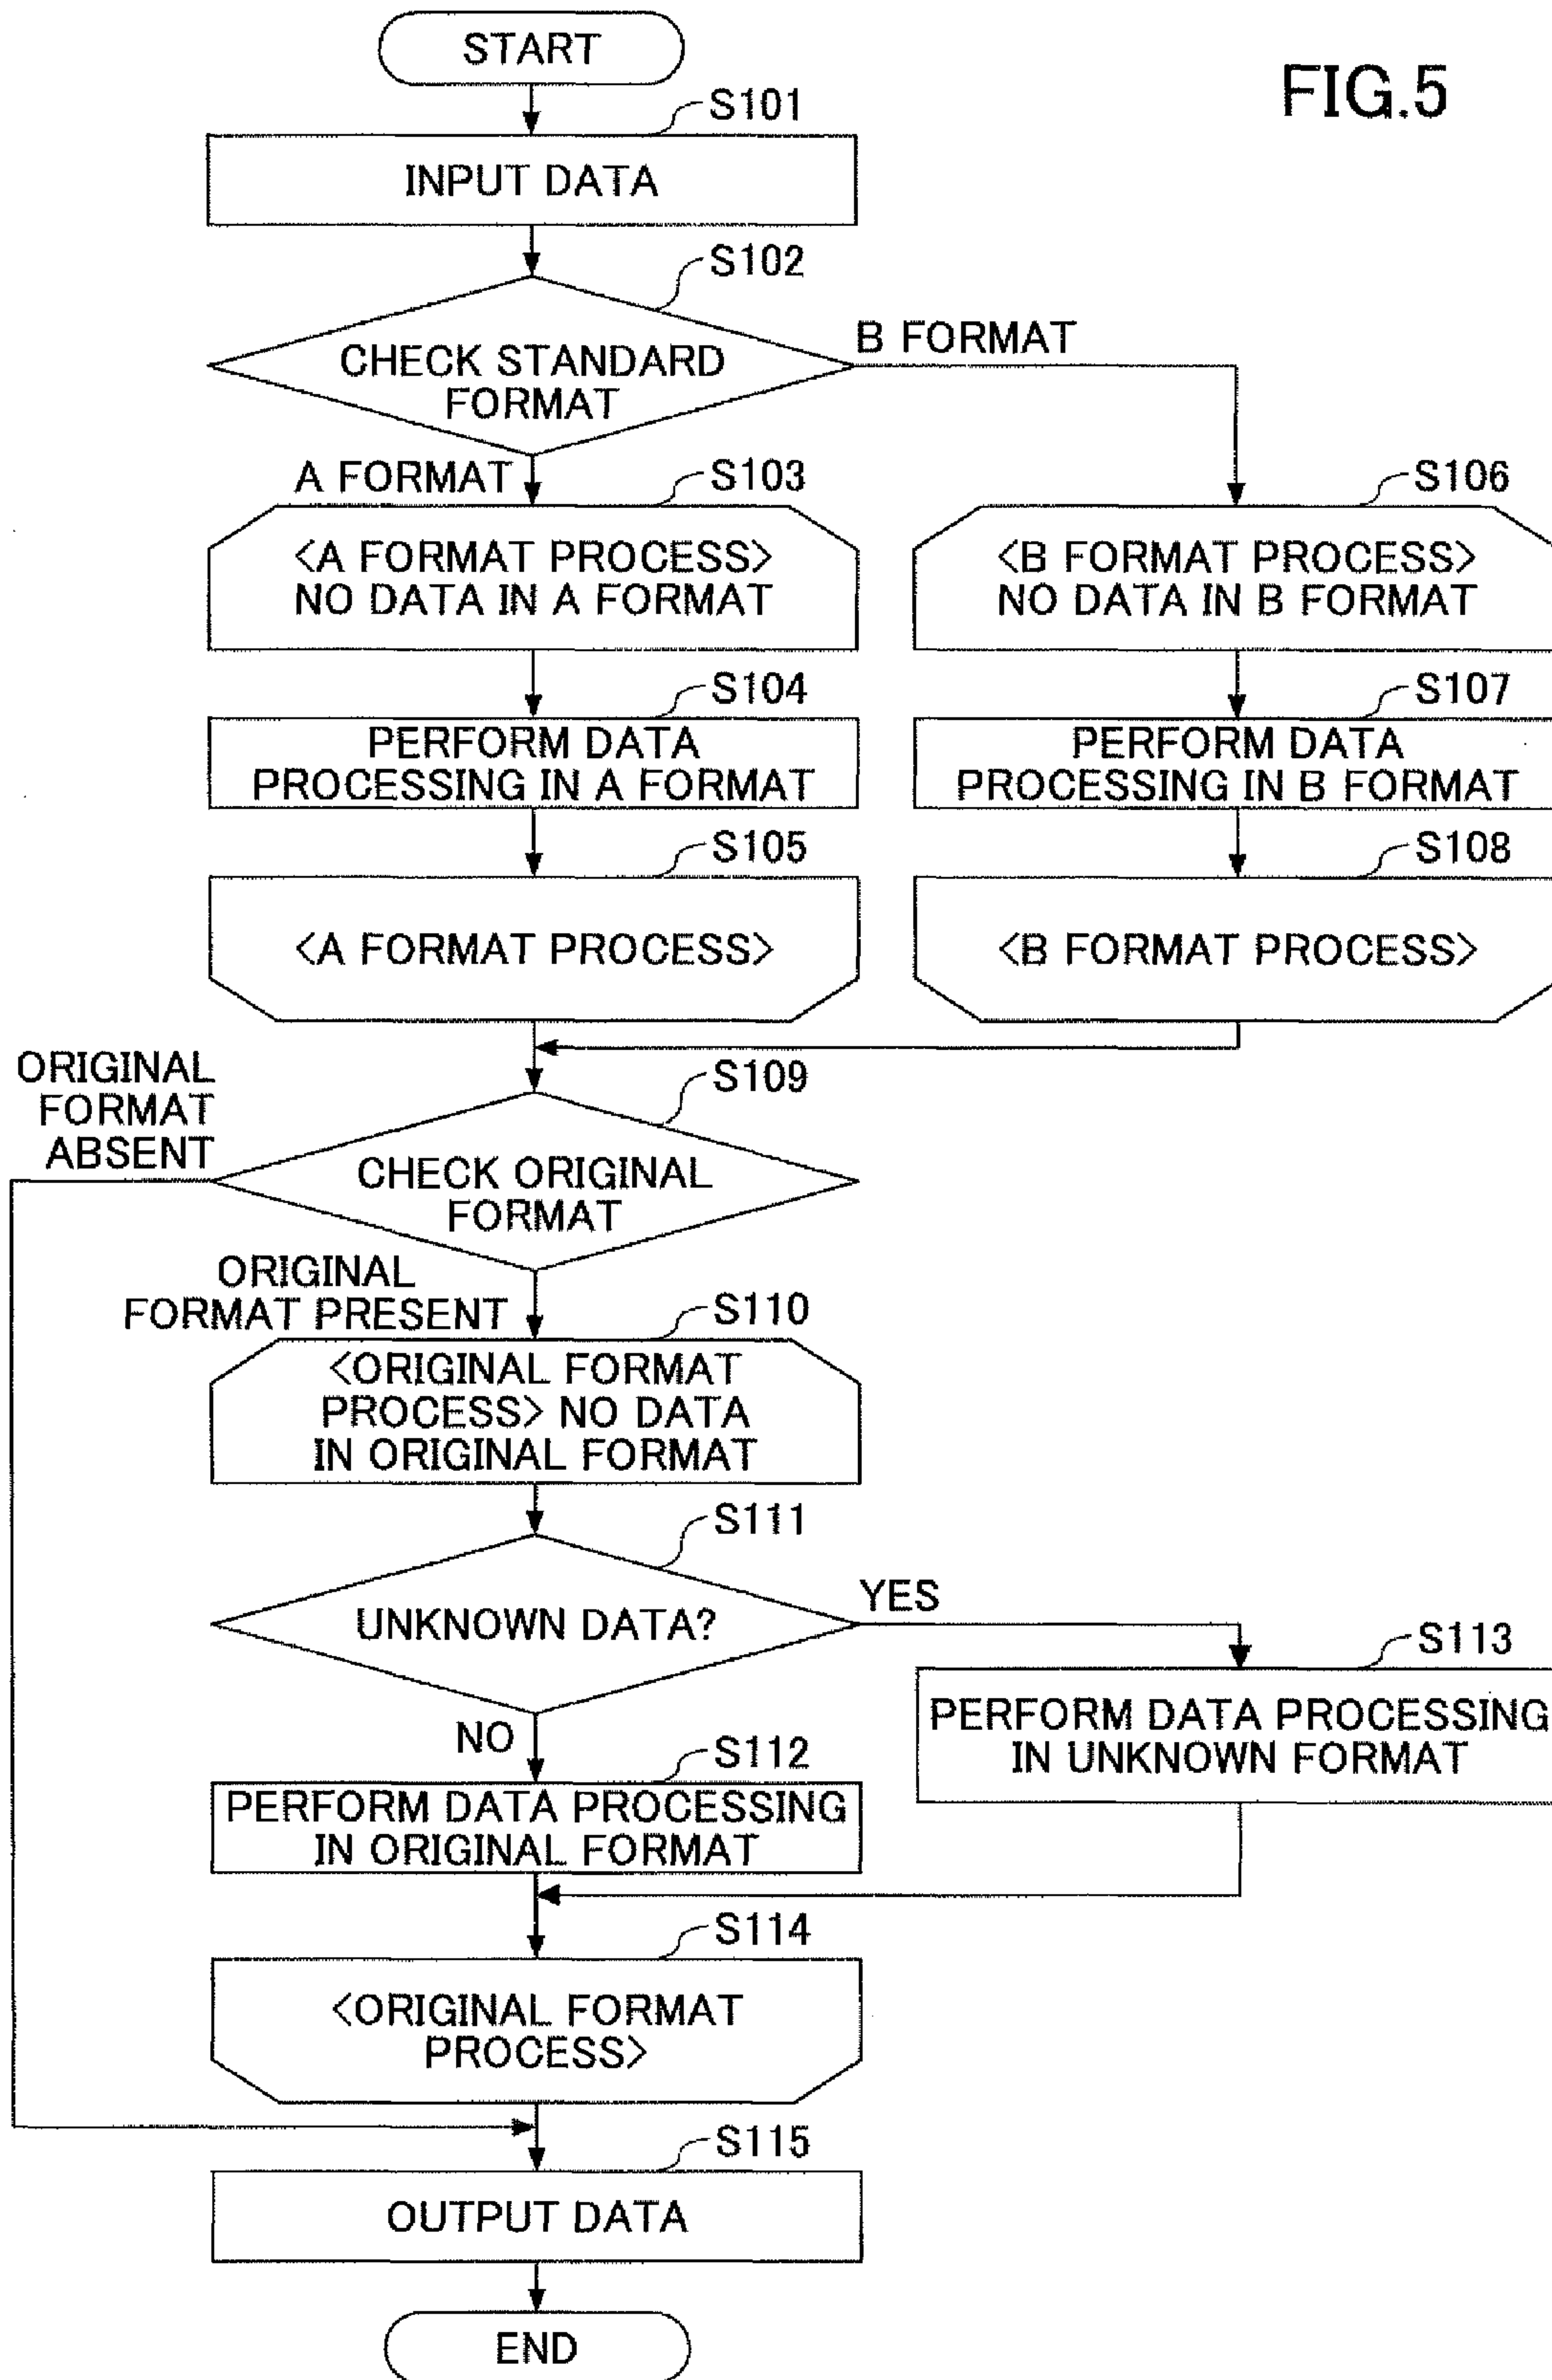 START
FIG.5
S101
INPUT DATA
S102
CHECK STANDARD
FORMAT
B FORMAT
A FORMAT
S103
<A FORMAT PROCESS>
NO DATA IN A FORMAT
S106
<B FORMAT PROCESS>
NO DATA IN B FORMAT
S104
PERFORM DATA
PROCESSING IN A FORMAT
S107
PERFORM DATA
PROCESSING IN B FORMAT
S105
<A FORMAT PROCESS>
S108
<B FORMAT PROCESS>
ORIGINAL
FORMAT
ABSENT
S109
CHECK ORIGINAL
FORMAT
ORIGINAL
FORMAT PRESENT
S110
<ORIGINAL FORMAT
PROCESS> NO DATA
IN ORIGINAL FORMAT
S111
UNKNOWN DATA?
YES
S113
PERFORM DATA PROCESSING
IN UNKNOWN FORMAT
NO
S112
PERFORM DATA PROCESSING
IN ORIGINAL FORMAT
S114
<ORIGINAL FORMAT
PROCESS>
S115
OUTPUT DATA
END